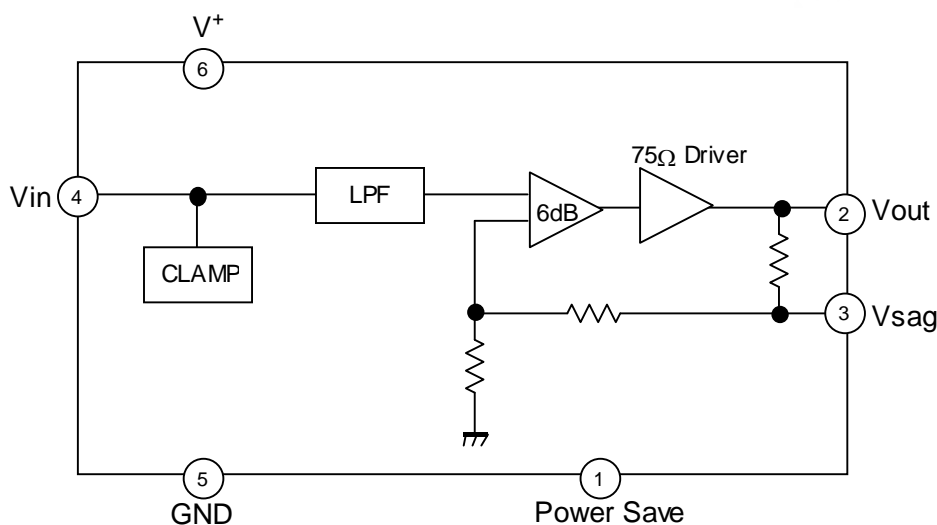 V+
6
75Ω Driver
Vin 4
LPF
6dB
2 Vout
CLAMP
3 Vsag
5
GND
1
Power Save